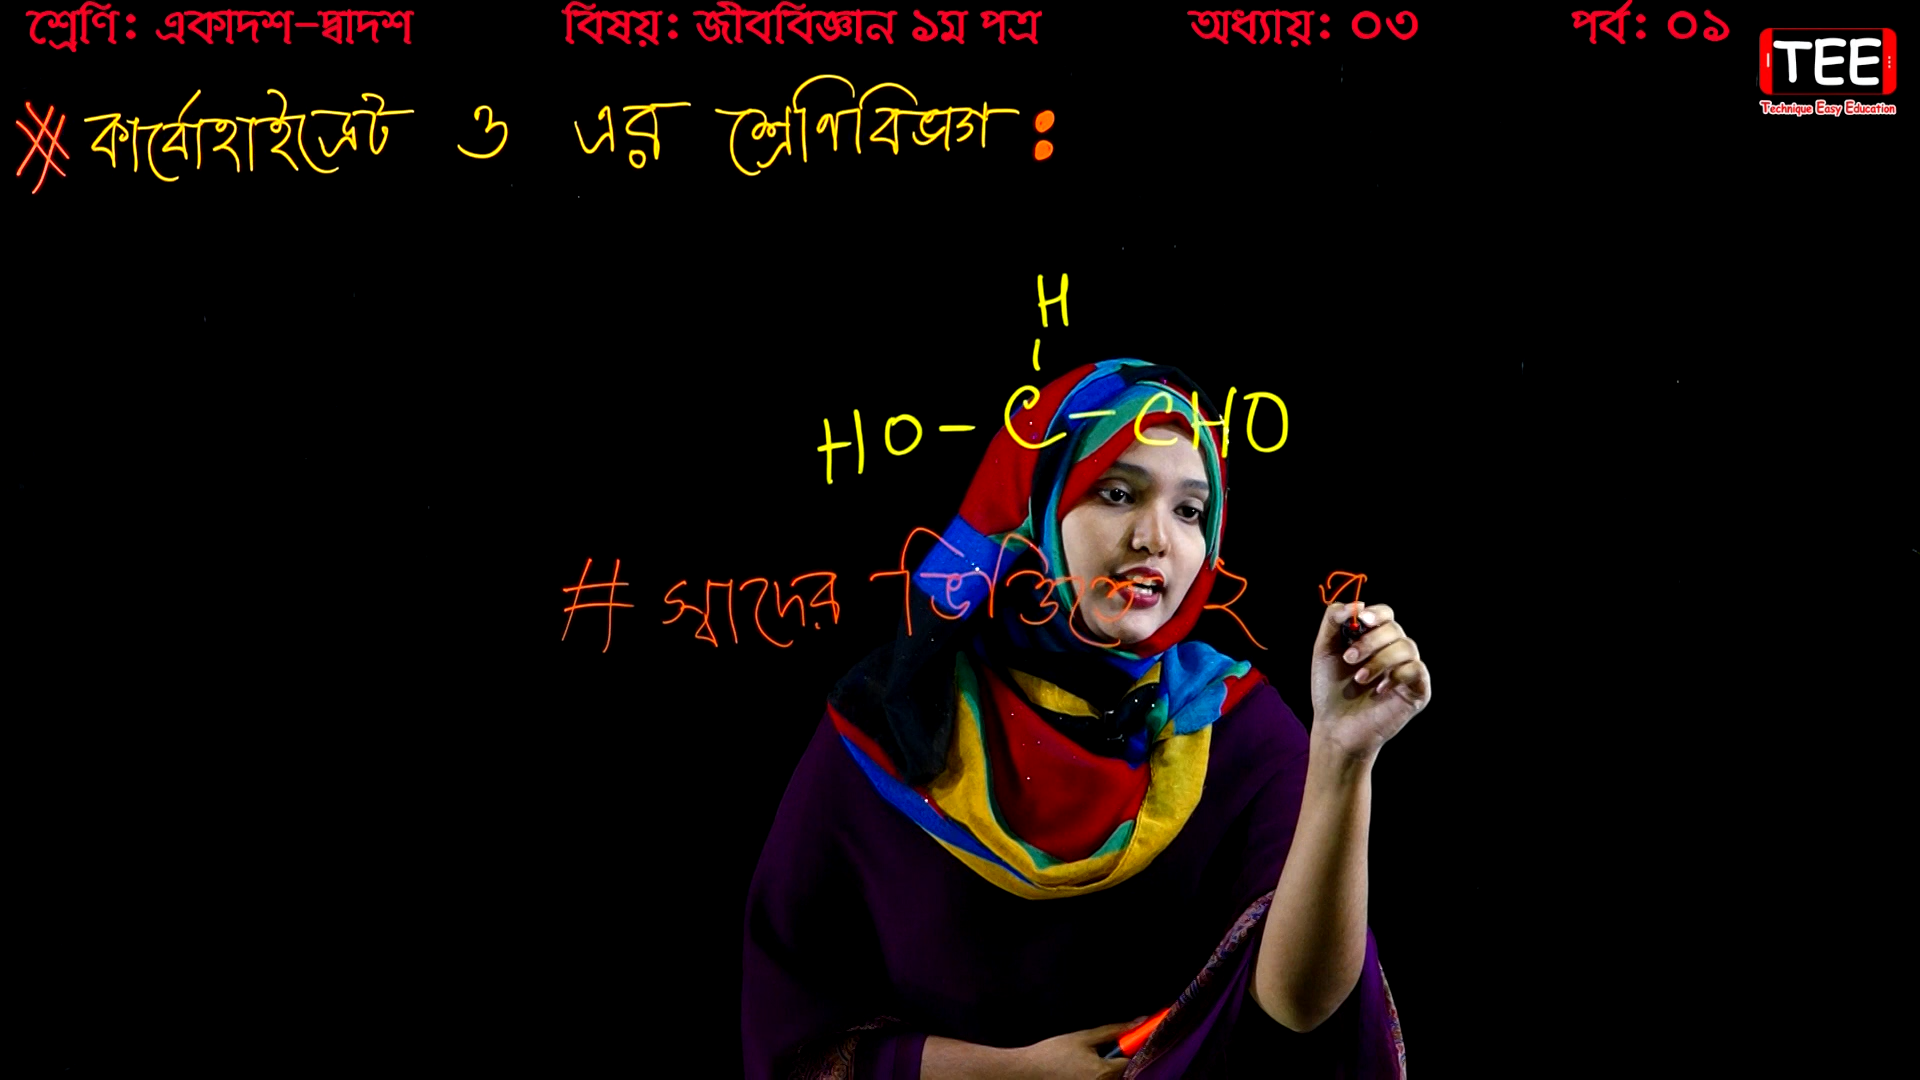 শ্রেণি: একাদশ-দ্বাদশ বিষয়: জীববিজ্ঞান ১ম পত্র অধ্যায়: ০৩ পর্ব: ০১
TEE
Technique Easy Education
কার্বোহাইড্রেট ও এর শ্রেণিবিভাগ :
H
HO - C - CHO
# স্বাদের ভিত্তিতে ২ প্র